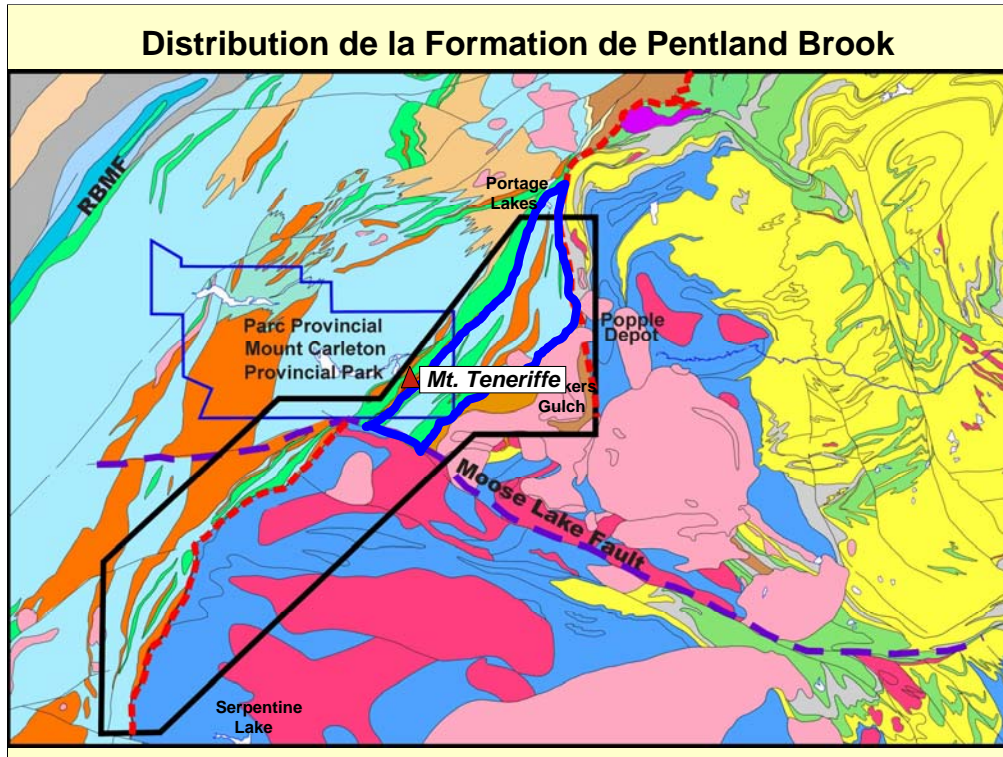 Distribution de la Formation de Pentland Brook
RBMF
Portage
Lakes
Parc Provincial
Mount Carleton
Provincial Park
Popple
Depot
Mt. Teneriffe
kers
Gulch
Moose Lake Fault
Serpentine
Lake